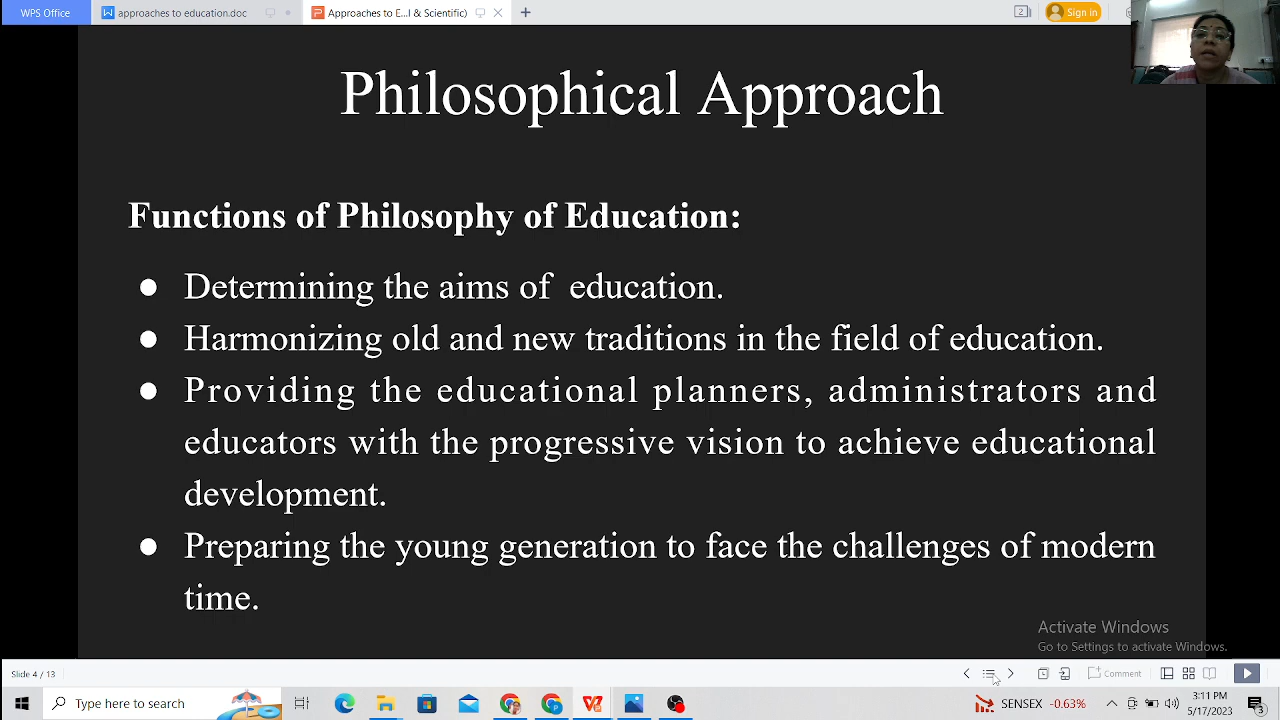 WPS Office
approaches to education.doc
Approaches to E...l & Scientific)
2
Sign in
Philosophical Approach
Functions of Philosophy of Education:
● Determining the aims of  education.
● Harmonizing old and new traditions in the field of education.
● Providing the educational planners, administrators and
educators with the progressive vision to achieve educational
development.
● Preparing the young generation to face the challenges of modern
time.
Activate Windows
Go to Settings to activate Windows.
Slide 4 / 13
Comment
Type here to search
SENSEX -0.63%
3:11 PM
5/17/2023
3